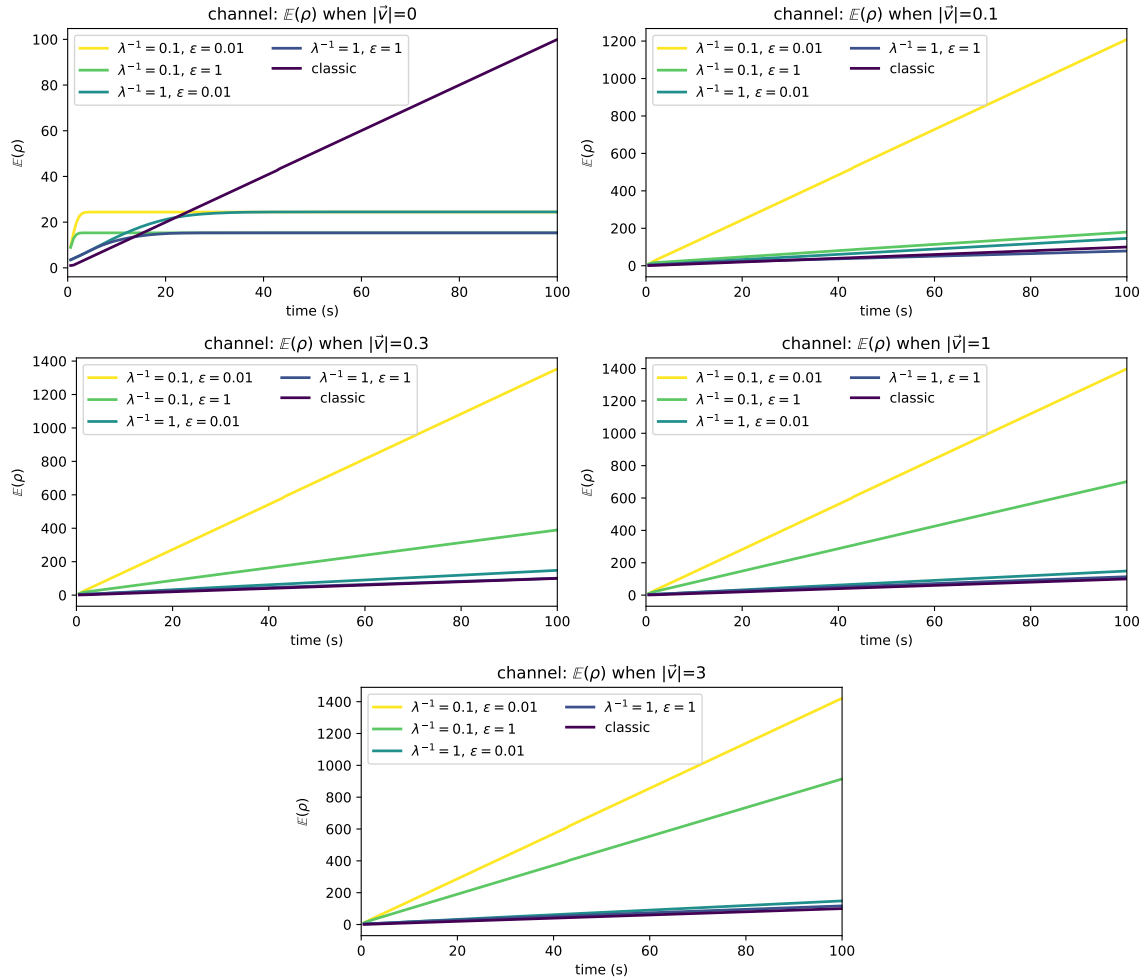 channel: 𝔼(ρ) when |v⃗|=0
λ⁻¹ = 0.1, ε = 0.01
λ⁻¹ = 0.1, ε = 1
λ⁻¹ = 1, ε = 0.01
λ⁻¹ = 1, ε = 1
classic
𝔼(ρ)
100
80
60
40
20
0
0 20 40 60 80 100
time (s)
channel: 𝔼(ρ) when |v⃗|=0.1
λ⁻¹ = 0.1, ε = 0.01
λ⁻¹ = 0.1, ε = 1
λ⁻¹ = 1, ε = 0.01
λ⁻¹ = 1, ε = 1
classic
𝔼(ρ)
1200
1000
800
600
400
200
0
0 20 40 60 80 100
time (s)
channel: 𝔼(ρ) when |v⃗|=0.3
λ⁻¹ = 0.1, ε = 0.01
λ⁻¹ = 0.1, ε = 1
λ⁻¹ = 1, ε = 0.01
λ⁻¹ = 1, ε = 1
classic
𝔼(ρ)
1400
1200
1000
800
600
400
200
0
0 20 40 60 80 100
time (s)
channel: 𝔼(ρ) when |v⃗|=1
λ⁻¹ = 0.1, ε = 0.01
λ⁻¹ = 0.1, ε = 1
λ⁻¹ = 1, ε = 0.01
λ⁻¹ = 1, ε = 1
classic
𝔼(ρ)
1400
1200
1000
800
600
400
200
0
0 20 40 60 80 100
time (s)
channel: 𝔼(ρ) when |v⃗|=3
λ⁻¹ = 0.1, ε = 0.01
λ⁻¹ = 0.1, ε = 1
λ⁻¹ = 1, ε = 0.01
λ⁻¹ = 1, ε = 1
classic
𝔼(ρ)
1400
1200
1000
800
600
400
200
0
0 20 40 60 80 100
time (s)